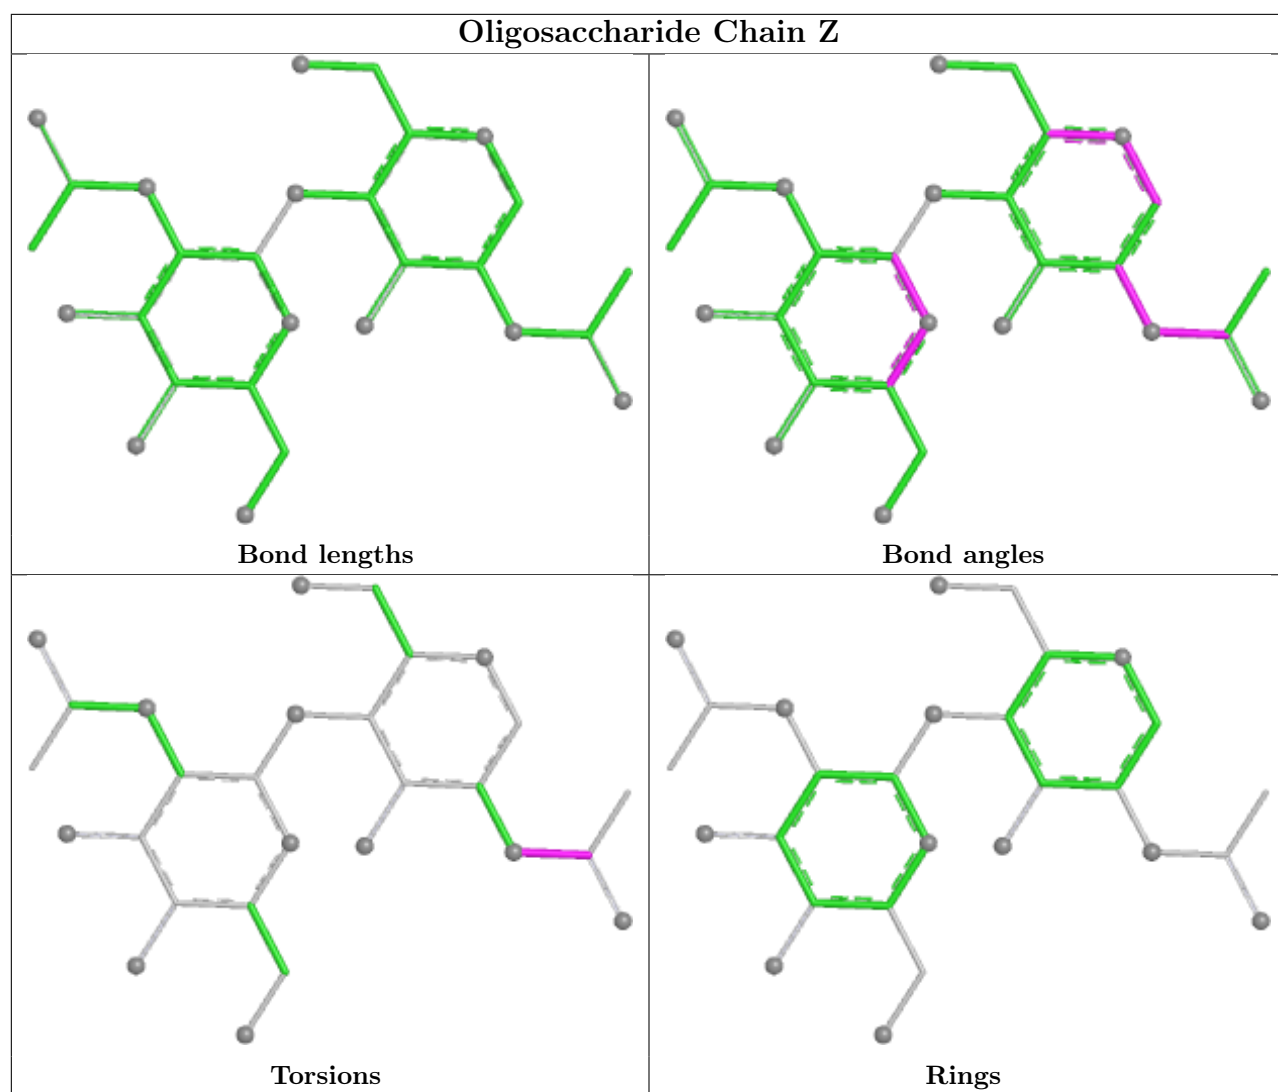 Oligosaccharide Chain Z
Bond lengths
Bond angles
Torsions
Rings